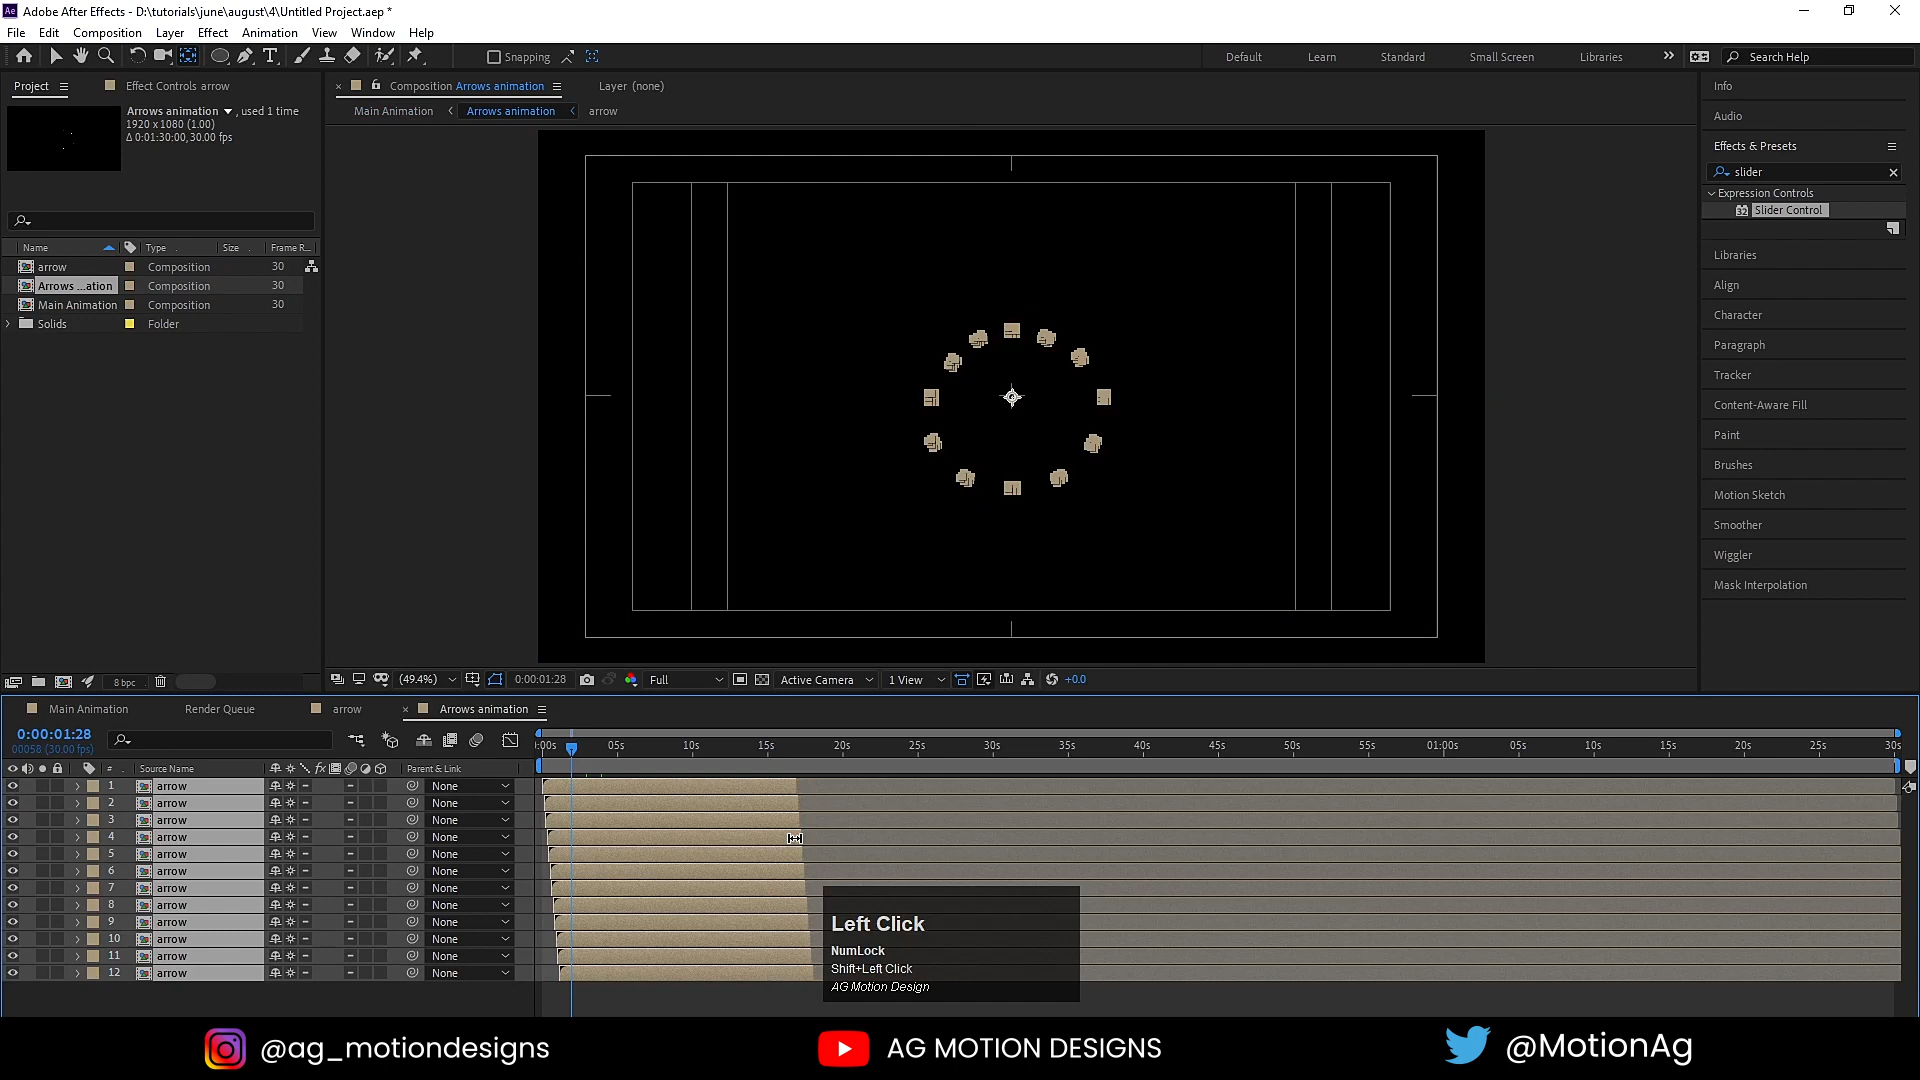 Ae Adobe After Effects - D:\tutorials\june\august\4\Untitled Project.aep *
File Edit Composition Layer Effect Animation View Window Help
Snapping Default Learn Standard Small Screen Libraries Search Help
Project Effect Controls arrow Composition Arrows animation Layer (none)
Arrows animation , used 1 time
1920 x 1080 (1.00)
Δ 0:01:30:00, 30.00 fps
Main Animation Arrows animation arrow
Info
Audio
Effects & Presets
slider
Expression Controls
32 Slider Control
Libraries
Align
Character
Paragraph
Tracker
Content-Aware Fill
Paint
Brushes
Motion Sketch
Smoother
Wiggler
Mask Interpolation
Name Type Size Frame R...
arrow Composition 30
Arrows ...ation Composition 30
Main Animation Composition 30
Solids Folder
8 bpc (49.4%) 0:00:01:28 Full Active Camera 1 View +0.0
Main Animation Render Queue arrow Arrows animation
0:00:01:28
00058 (30.00 fps)
:00s 05s 10s 15s 20s 25s 30s 35s 40s 45s 50s 55s 01:00s 05s 10s 15s 20s 25s 30s
# Source Name fx Parent & Link
1 arrow None
2 arrow None
3 arrow None
4 arrow None
5 arrow None
6 arrow None
7 arrow None
8 arrow None
9 arrow None
10 arrow None
11 arrow None
12 arrow None
Left Click
NumLock
Shift+Left Click
AG Motion Design
@ag_motiondesigns AG MOTION DESIGNS @MotionAg